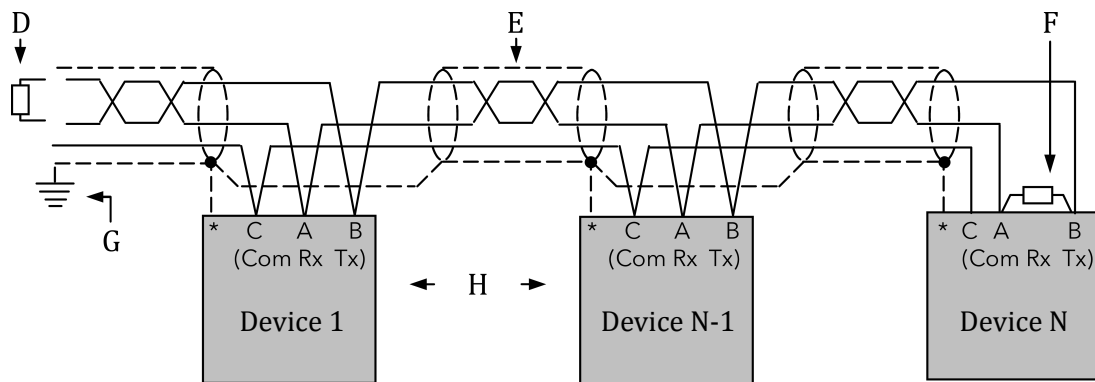 D E F
G
* C A B
(Com Rx Tx)
Device 1
H
* C A B
(Com Rx Tx)
Device N-1
* C A B
(Com Rx Tx)
Device N